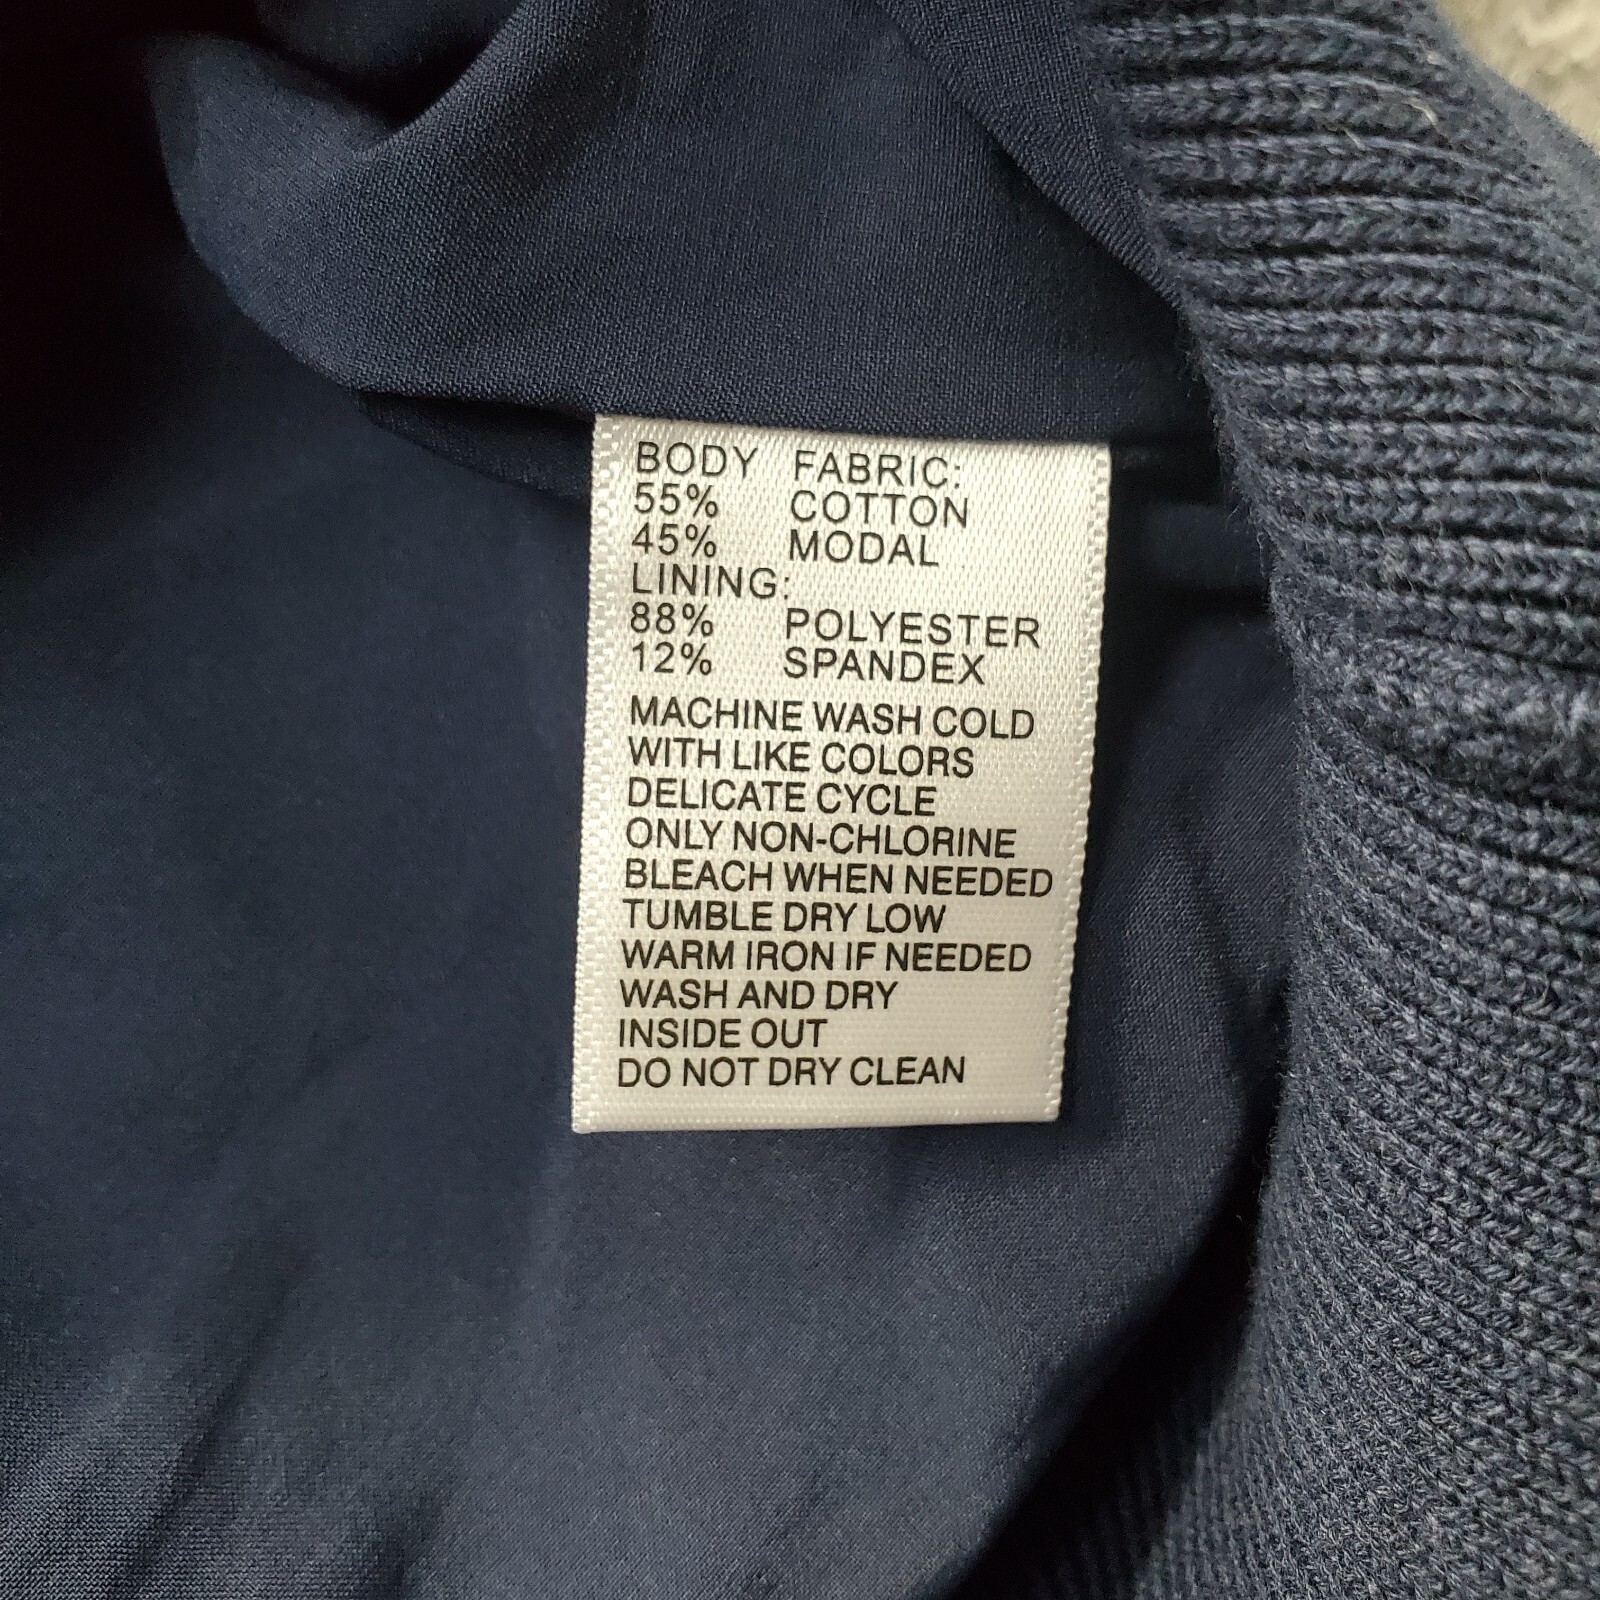 BODY FABRIC:
55% COTTON
45% MODAL
LINING:
88% POLYESTER
12% SPANDEX
MACHINE WASH COLD
WITH LIKE COLORS
DELICATE CYCLE
ONLY NON-CHLORINE
BLEACH WHEN NEEDED
TUMBLE DRY LOW
WARM IRON IF NEEDED
WASH AND DRY
INSIDE OUT
DO NOT DRY CLEAN